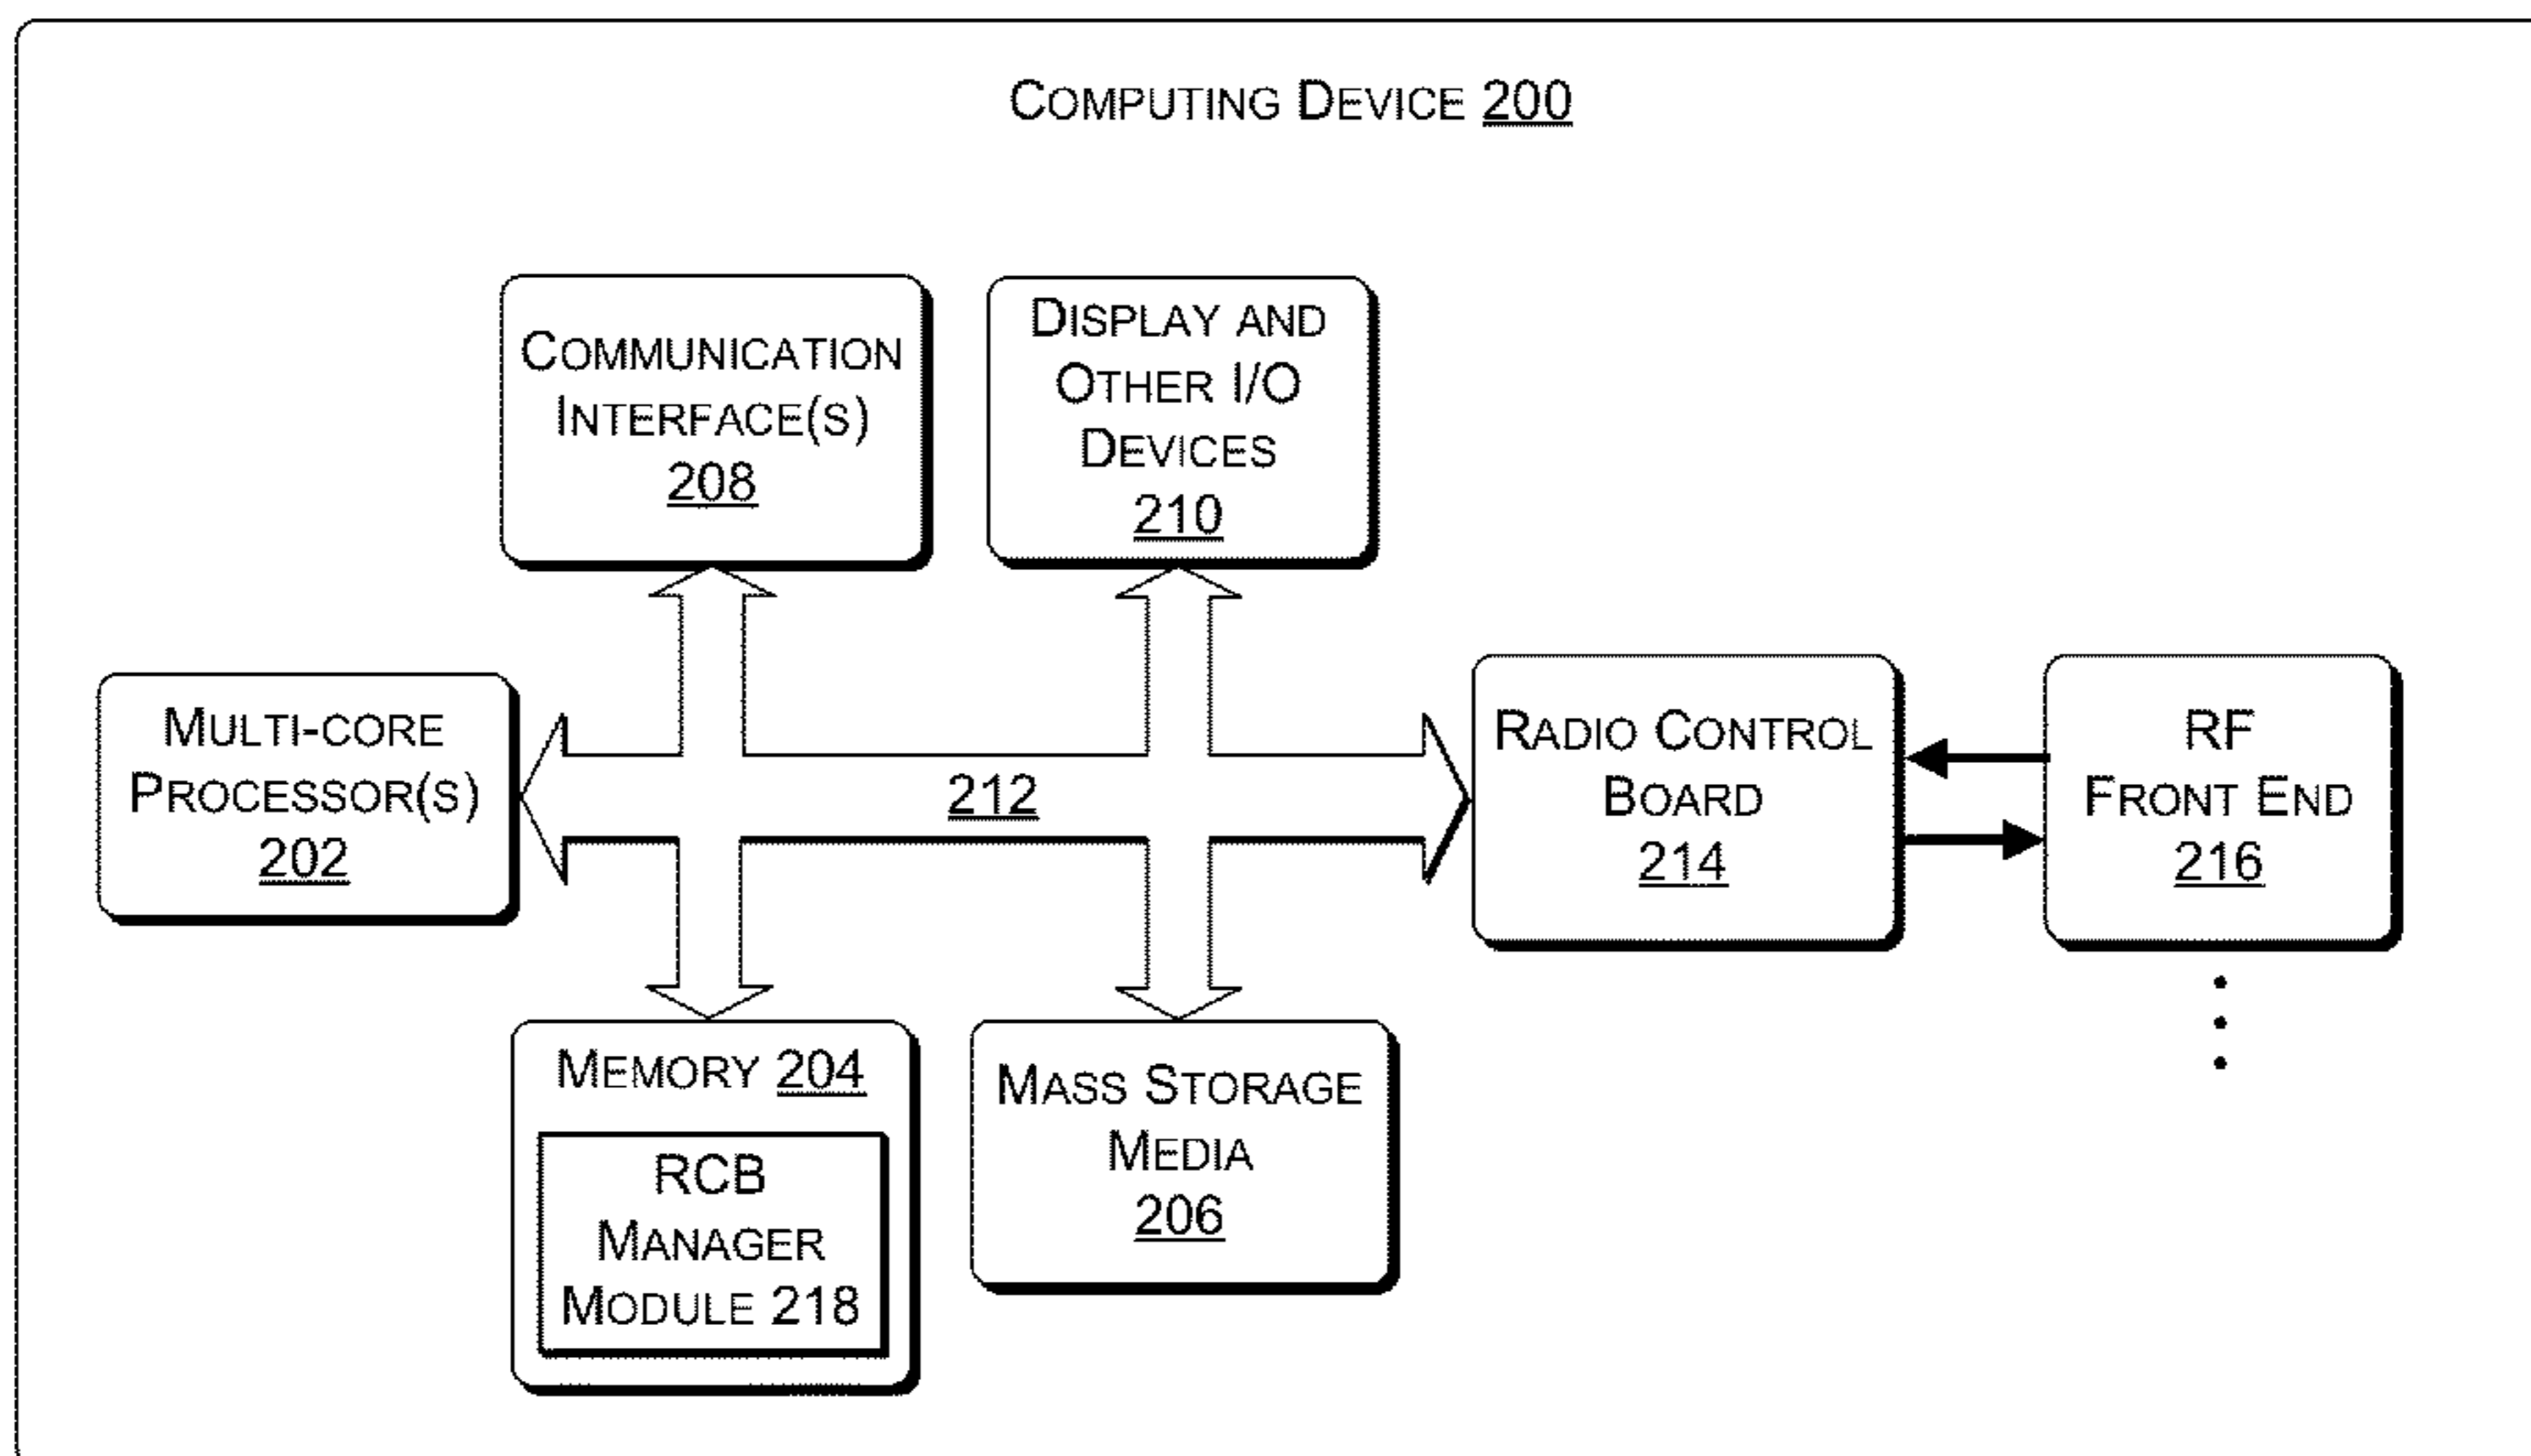 COMPUTING DEVICE 200
COMMUNICATION
INTERFACE(S)
208
DISPLAY AND
OTHER I/O
DEVICES
210
MULTI-CORE
PROCESSOR(S)
202
212
RADIO CONTROL
BOARD
214
RF
FRONT END
216
MEMORY 204
RCB
MANAGER
MODULE 218
MASS STORAGE
MEDIA
206